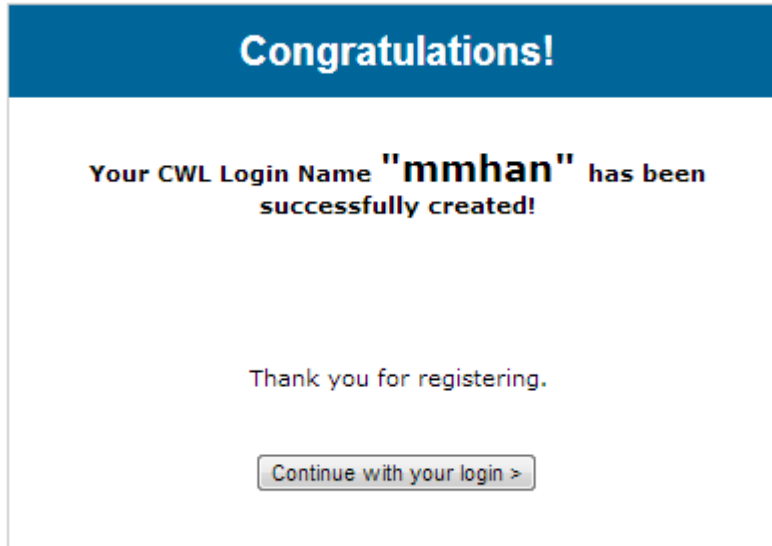 Congratulations!
Your CWL Login Name "mmhan" has been
successfully created!
Thank you for registering.
Continue with your login >